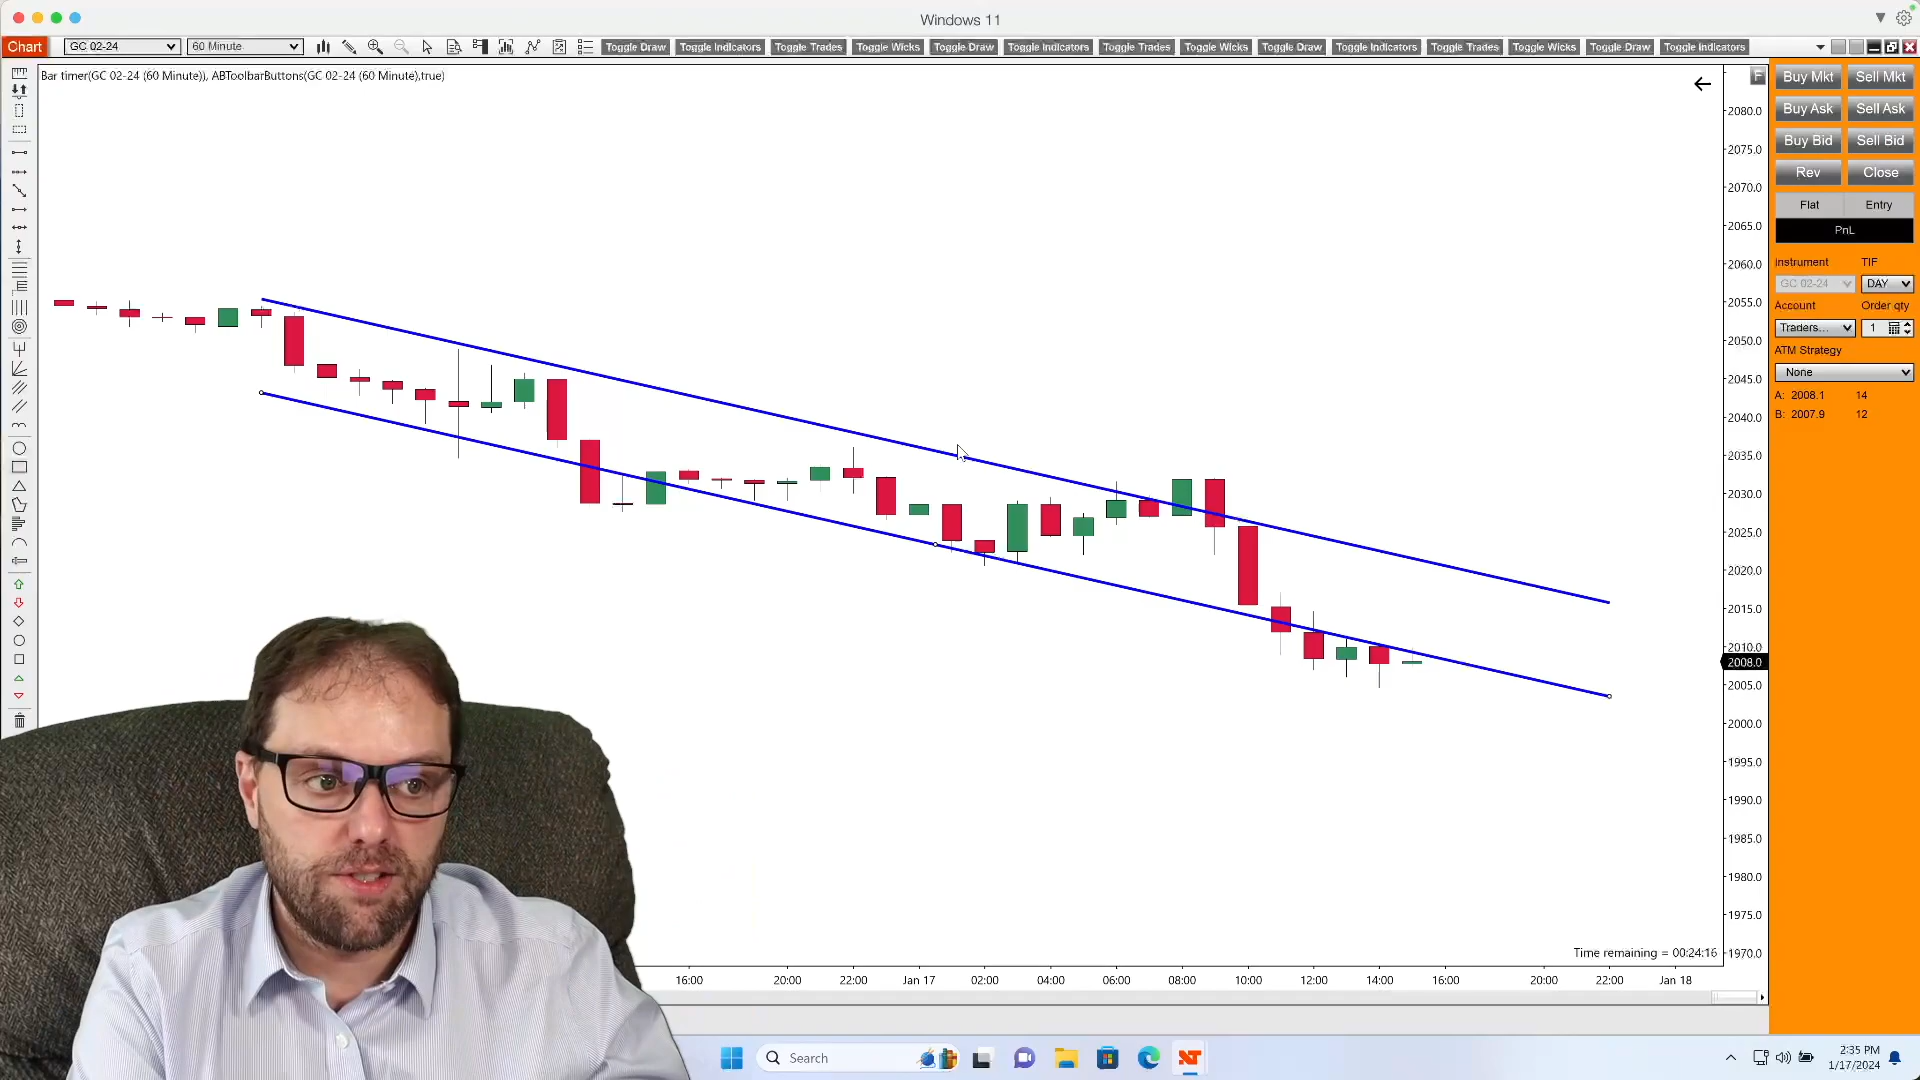 Windows 11
Chart GC 02-24 60 Minute Toggle Draw Toggle Indicators Toggle Trades Toggle Wicks Toggle Draw Toggle Indicators Toggle Trades Toggle Wicks Toggle Draw Toggle Indicators Toggle Trades Toggle Wicks Toggle Draw Toggle Indicators
Bar timer(GC 02-24 (60 Minute)), ABToolbarButtons(GC 02-24 (60 Minute),true)
F
2080.0
2075.0
2070.0
2065.0
2060.0
2055.0
2050.0
2045.0
2040.0
2035.0
2030.0
2025.0
2020.0
2015.0
2010.0
2008.0
2005.0
2000.0
1995.0
1990.0
1985.0
1980.0
1975.0
1970.0
Time remaining = 00:24:16
16:00 20:00 22:00 Jan 17 02:00 04:00 06:00 08:00 10:00 12:00 14:00 16:00 20:00 22:00 Jan 18
Buy Mkt Sell Mkt
Buy Ask Sell Ask
Buy Bid Sell Bid
Rev Close
Flat Entry
PnL
Instrument TIF
GC 02-24 DAY
Account Order qty
Traders... 1
ATM Strategy
None
A: 2008.1 14
B: 2007.9 12
Search
2:35 PM
1/17/2024